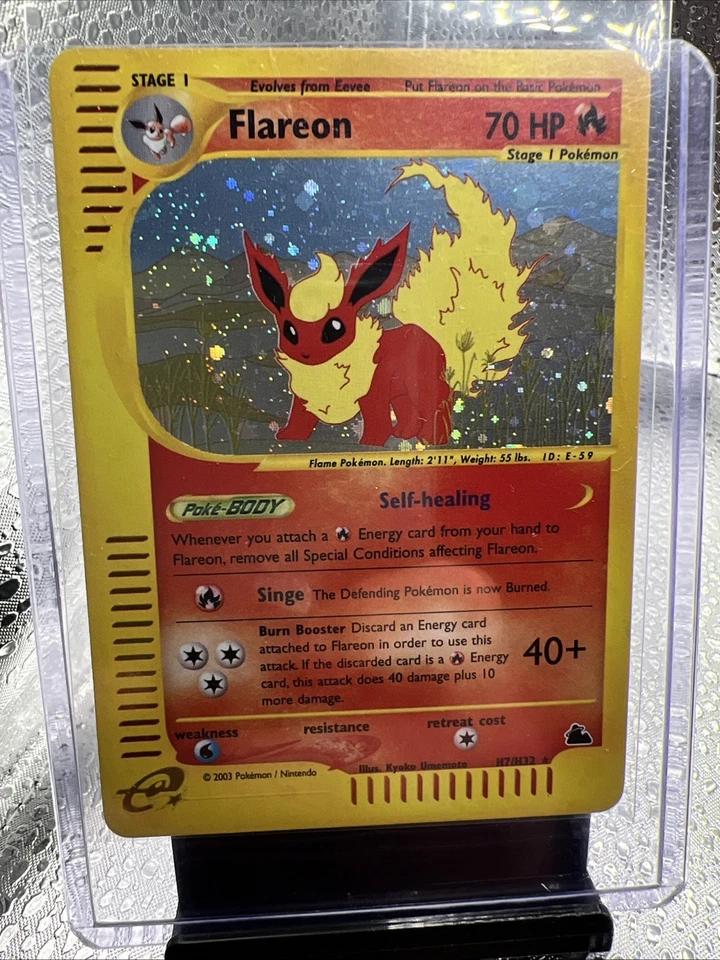 STAGE 1
Evolves from Eevee
Put Flareon on the Basic Pokémon
Flareon
70 HP
Stage 1 Pokémon
Flame Pokémon. Length: 2'11", Weight: 55 lbs. ID: E-59
Poké-BODY
Self-healing
Whenever you attach a Energy card from your hand to
Flareon, remove all Special Conditions affecting Flareon.
Singe The Defending Pokémon is now Burned.
Burn Booster Discard an Energy card
attached to Flareon in order to use this
attack. If the discarded card is a Energy
card, this attack does 40 damage plus 10
more damage.
40+
weakness
resistance
retreat cost
© 2003 Pokémon / Nintendo
Illus. Kyoko Umemoto
H7/H32 ★
e